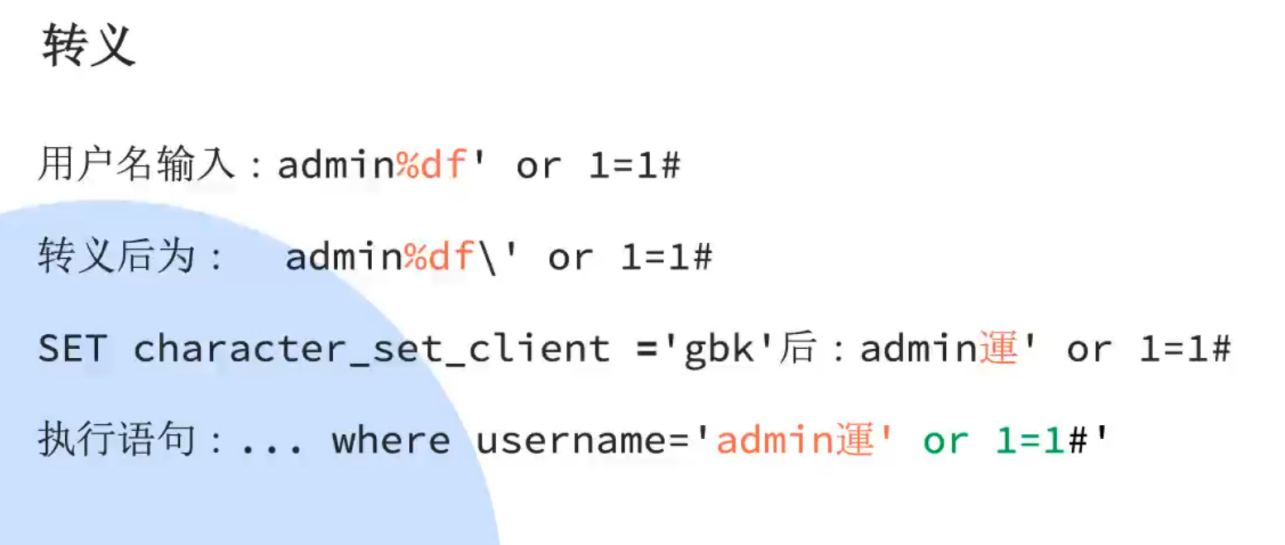 转义
用户名输入：admin%df' or 1=1#
转义后为： admin%df\' or 1=1#
SET character_set_client ='gbk'后：admin運' or 1=1#
执行语句：... where username='admin運' or 1=1#'